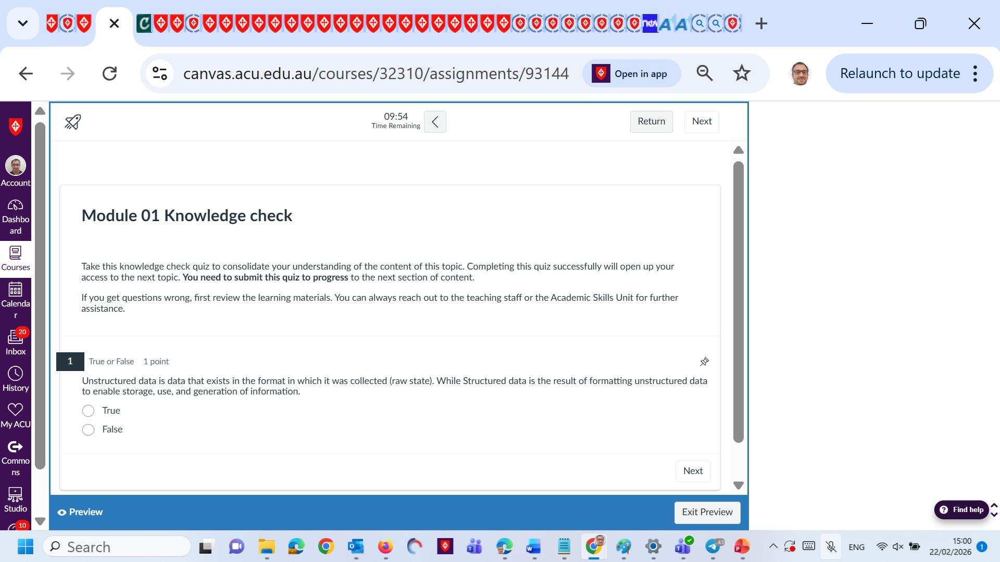 canvas.acu.edu.au/courses/32310/assignments/93144
Open in app
Relaunch to update
Account
Dashbo
ard
Courses
Calenda
r
20
Inbox
History
My ACU
Commo
ns
Studio
10
09:54
Time Remaining
Return
Next
Module 01 Knowledge check
Take this knowledge check quiz to consolidate your understanding of the content of this topic. Completing this quiz successfully will open up your
access to the next topic. You need to submit this quiz to progress to the next section of content.
If you get questions wrong, first review the learning materials. You can always reach out to the teaching staff or the Academic Skills Unit for further
assistance.
1 True or False 1 point
Unstructured data is data that exists in the format in which it was collected (raw state). While Structured data is the result of formatting unstructured data
to enable storage, use, and generation of information.
True
False
Next
Preview
Exit Preview
Find help
Search
43
ENG
15:00
22/02/2026
1